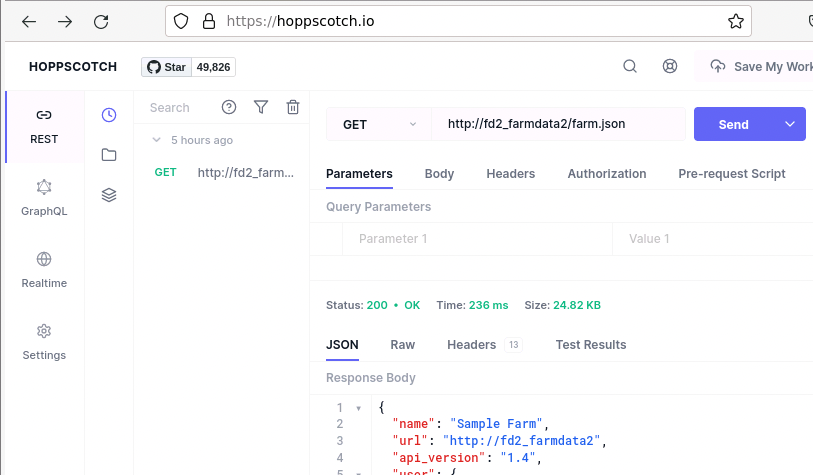 https://hoppscotch.io
HOPPSCOTCH
Star 49,826
Save My Work
REST
GraphQL
Realtime
Settings
Search
5 hours ago
GET http://fd2_farm...
GET http://fd2_farmdata2/farm.json Send
Parameters Body Headers Authorization Pre-request Script
Query Parameters
Parameter 1 Value 1
Status: 200 • OK Time: 236 ms Size: 24.82 KB
JSON Raw Headers 13 Test Results
Response Body
1 {
2 "name": "Sample Farm",
3 "url": "http://fd2_farmdata2",
4 "api_version": "1.4",
5 "user": {